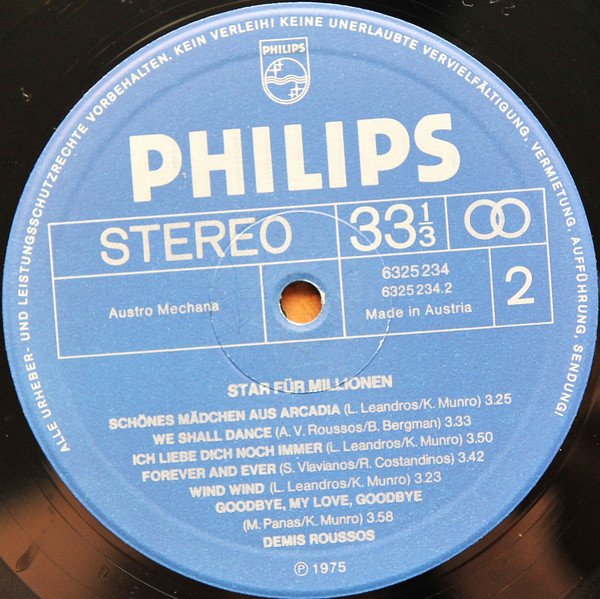 ALLE URHEBER- UND LEISTUNGSSCHUTZRECHTE VORBEHALTEN. KEIN VERLEIH! KEINE UNERLAUBTE VERVIELFÄLTIGUNG, VERMIETUNG, AUFFÜHRUNG, SENDUNG!
PHILIPS
PHILIPS
STEREO 33 1/3
Austro Mechana
6325 234
6325 234.2
Made in Austria
2
STAR FÜR MILLIONEN
SCHÖNES MÄDCHEN AUS ARCADIA (L. Leandros/K. Munro) 3.25
WE SHALL DANCE (A. V. Roussos/B. Bergman) 3.33
ICH LIEBE DICH NOCH IMMER (L. Leandros/K. Munro) 3.50
FOREVER AND EVER (S. Vlavianos/R. Costandinos) 3.42
WIND WIND (L. Leandros/K. Munro) 3.23
GOODBYE, MY LOVE, GOODBYE
(M. Panas/K. Munro) 3.58
DEMIS ROUSSOS
Ⓟ 1975